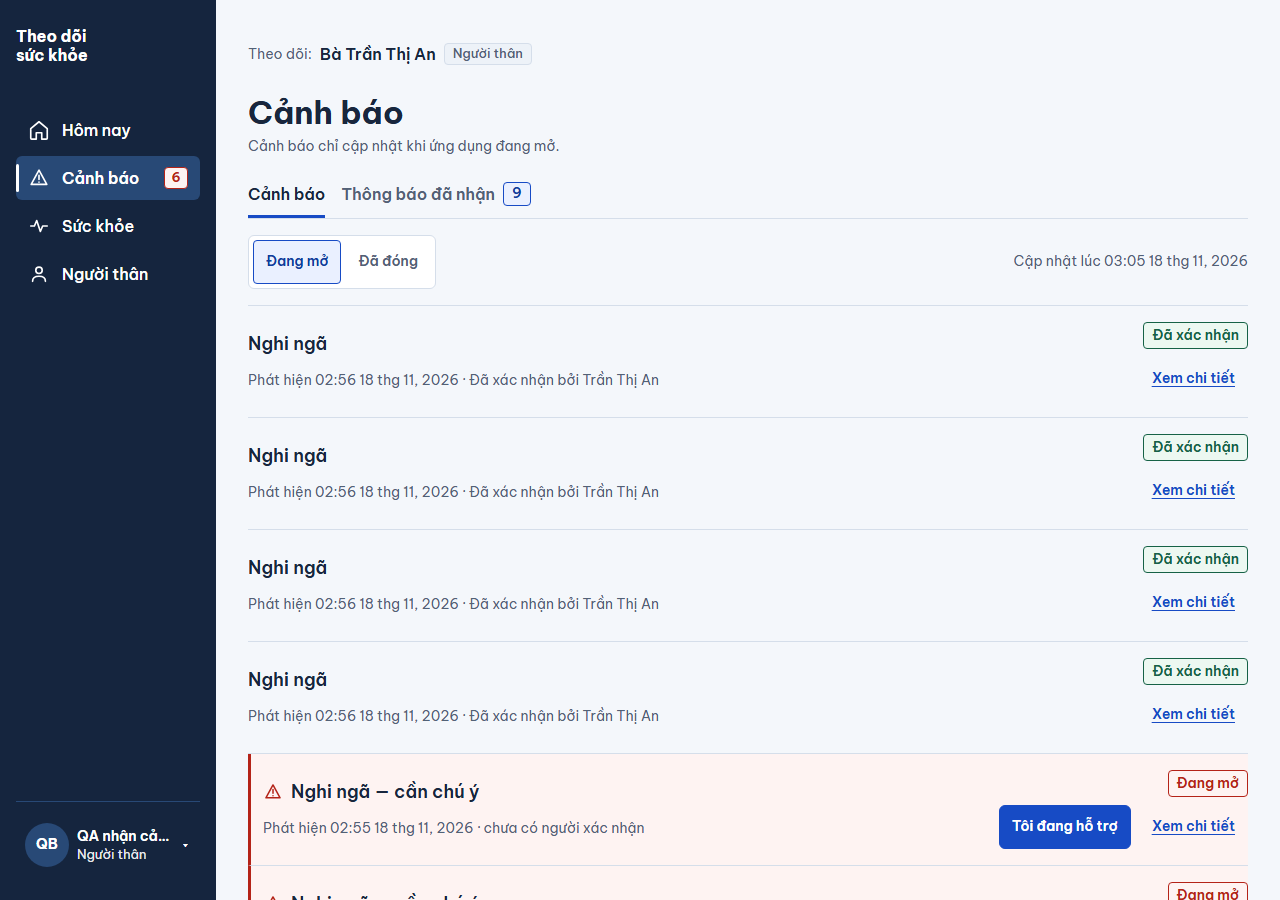 Theo dõi
sức khỏe
Hôm nay
Cảnh báo 6
Sức khỏe
Người thân
QB
QA nhận cả...
Người thân
Theo dõi: Bà Trần Thị An Người thân
Cảnh báo
Cảnh báo chỉ cập nhật khi ứng dụng đang mở.
Cảnh báo Thông báo đã nhận 9
Đang mở Đã đóng Cập nhật lúc 03:05 18 thg 11, 2026
Nghi ngã Đã xác nhận
Phát hiện 02:56 18 thg 11, 2026 · Đã xác nhận bởi Trần Thị An Xem chi tiết
Nghi ngã Đã xác nhận
Phát hiện 02:56 18 thg 11, 2026 · Đã xác nhận bởi Trần Thị An Xem chi tiết
Nghi ngã Đã xác nhận
Phát hiện 02:56 18 thg 11, 2026 · Đã xác nhận bởi Trần Thị An Xem chi tiết
Nghi ngã Đã xác nhận
Phát hiện 02:56 18 thg 11, 2026 · Đã xác nhận bởi Trần Thị An Xem chi tiết
Nghi ngã — cần chú ý Đang mở
Phát hiện 02:55 18 thg 11, 2026 · chưa có người xác nhận Tôi đang hỗ trợ Xem chi tiết
Nghi ngã — cần chú ý Đang mở